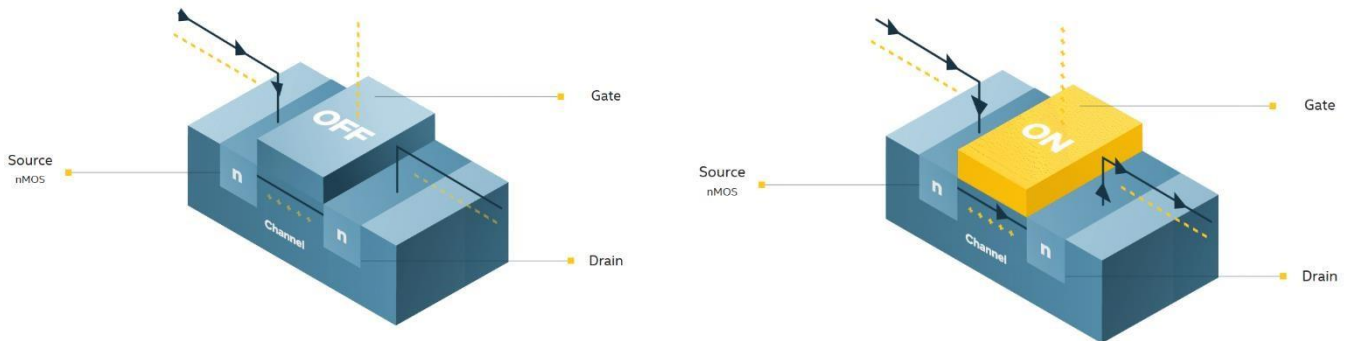 Gate
OFF
Source
nMOS
n
Channel
n
Drain
Gate
ON
Source
nMOS
n
Channel
n
Drain